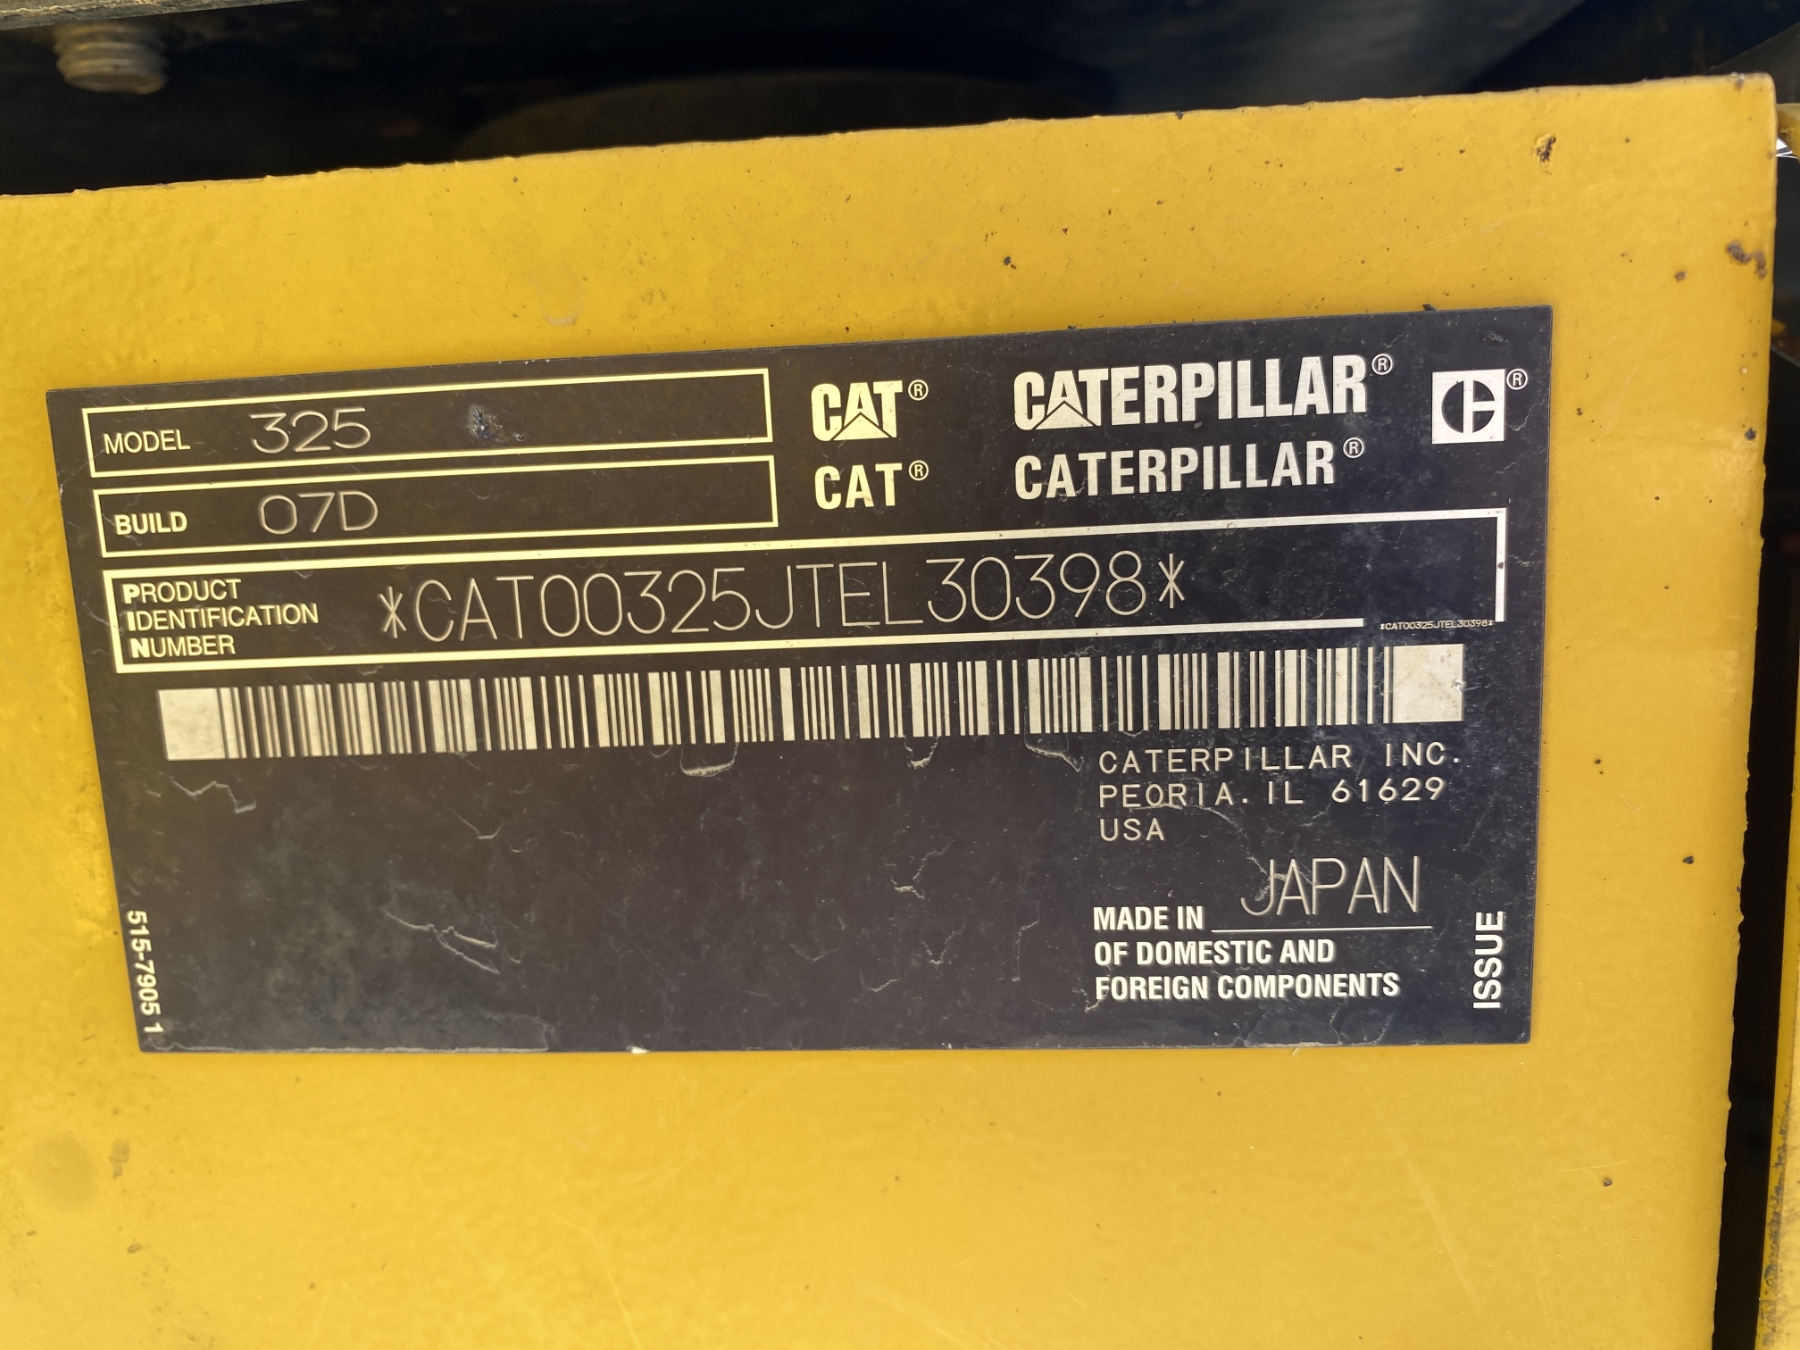 MODEL 325
BUILD 07D
CAT® CATERPILLAR® ®
CAT® CATERPILLAR®
PRODUCT IDENTIFICATION NUMBER *CAT00325JTEL30398*
*CAT00325JTEL30398*
CATERPILLAR INC.
PEORIA. IL 61629
USA
MADE IN JAPAN
OF DOMESTIC AND
FOREIGN COMPONENTS
ISSUE
515-7905 1